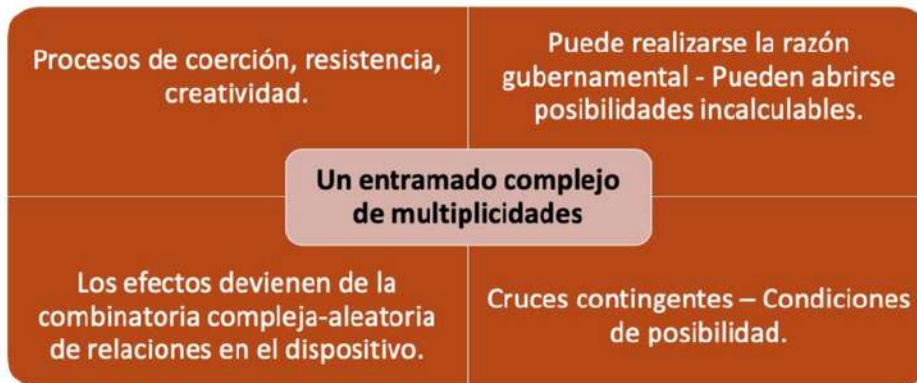 Procesos de coerción, resistencia,
creatividad.
Puede realizarse la razón
gubernamental - Pueden abrirse
posibilidades incalculables.
Un entramado complejo
de multiplicidades
Los efectos devienen de la
combinatoria compleja-aleatoria
de relaciones en el dispositivo.
Cruces contingentes – Condiciones
de posibilidad.